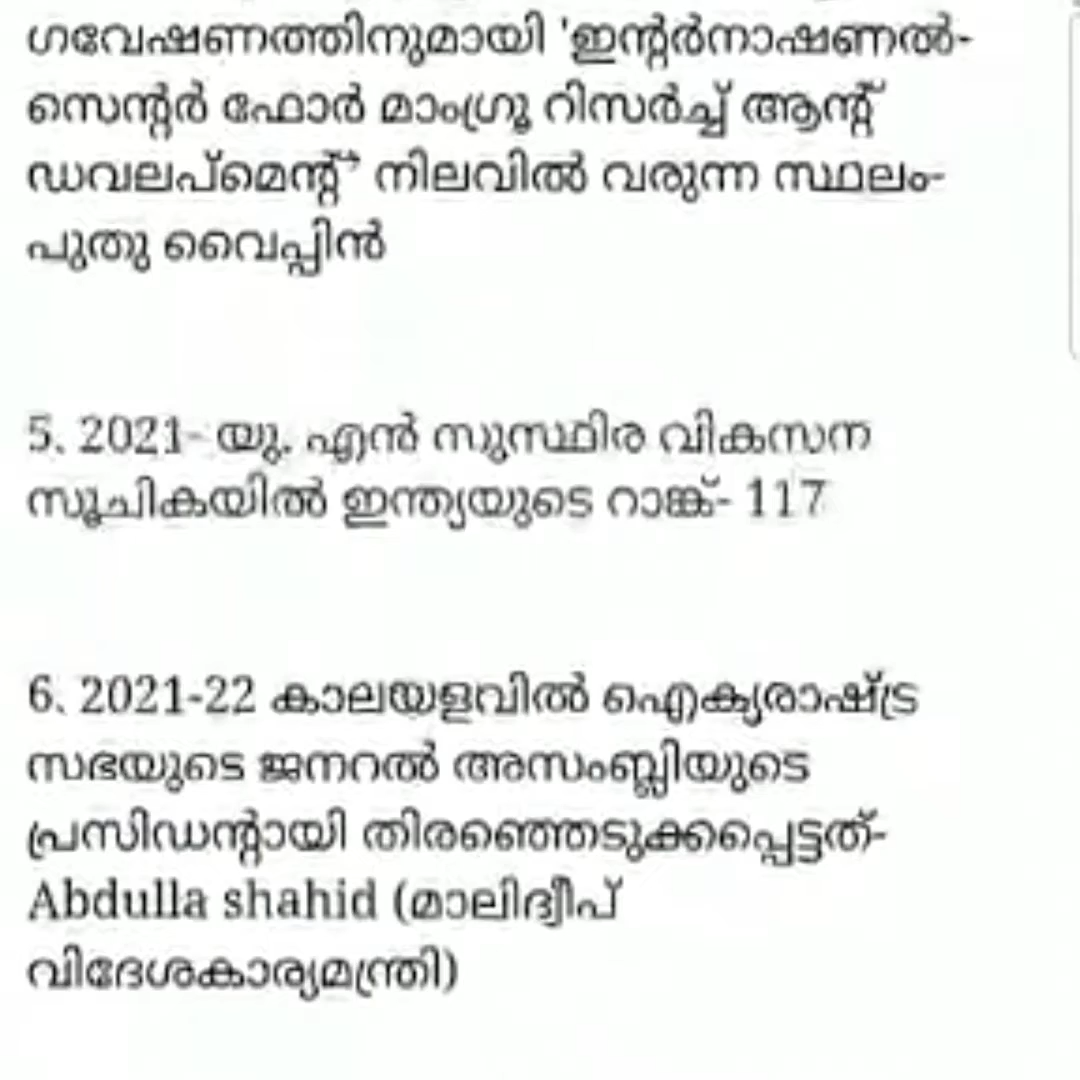 ഗവേഷണത്തിനുമായി 'ഇന്റർനാഷണൽ-
സെന്റർ ഫോർ മാംഗ്രൂ റിസർച്ച് ആന്റ്
ഡവലപ്മെന്റ്' നിലവിൽ വരുന്ന സ്ഥലം-
പുതു വൈപ്പിൻ
5. 2021- യു. എൻ സുസ്ഥിര വികസന
സൂചികയിൽ ഇന്ത്യയുടെ റാങ്ക്- 117
6. 2021-22 കാലയളവിൽ ഐക്യരാഷ്ട്ര
സഭയുടെ ജനറൽ അസംബ്ലിയുടെ
പ്രസിഡന്റായി തിരഞ്ഞെടുക്കപ്പെട്ടത്-
Abdulla shahid (മാലിദ്വീപ്
വിദേശകാര്യമന്ത്രി)